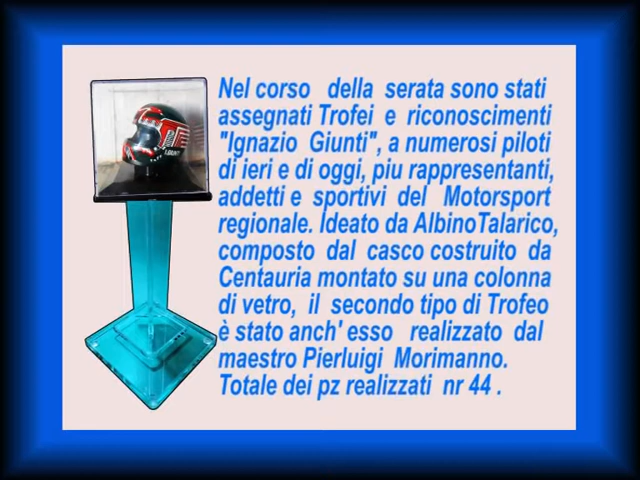 Nel corso della serata sono stati
assegnati Trofei e riconoscimenti
"Ignazio Giunti", a numerosi piloti
di ieri e di oggi, piu rappresentanti,
addetti e sportivi del Motorsport
regionale. Ideato da AlbinoTalarico,
composto dal casco costruito da
Centauria montato su una colonna
di vetro, il secondo tipo di Trofeo
è stato anch' esso realizzato dal
maestro Pierluigi Morimanno.
Totale dei pz realizzati nr 44 .